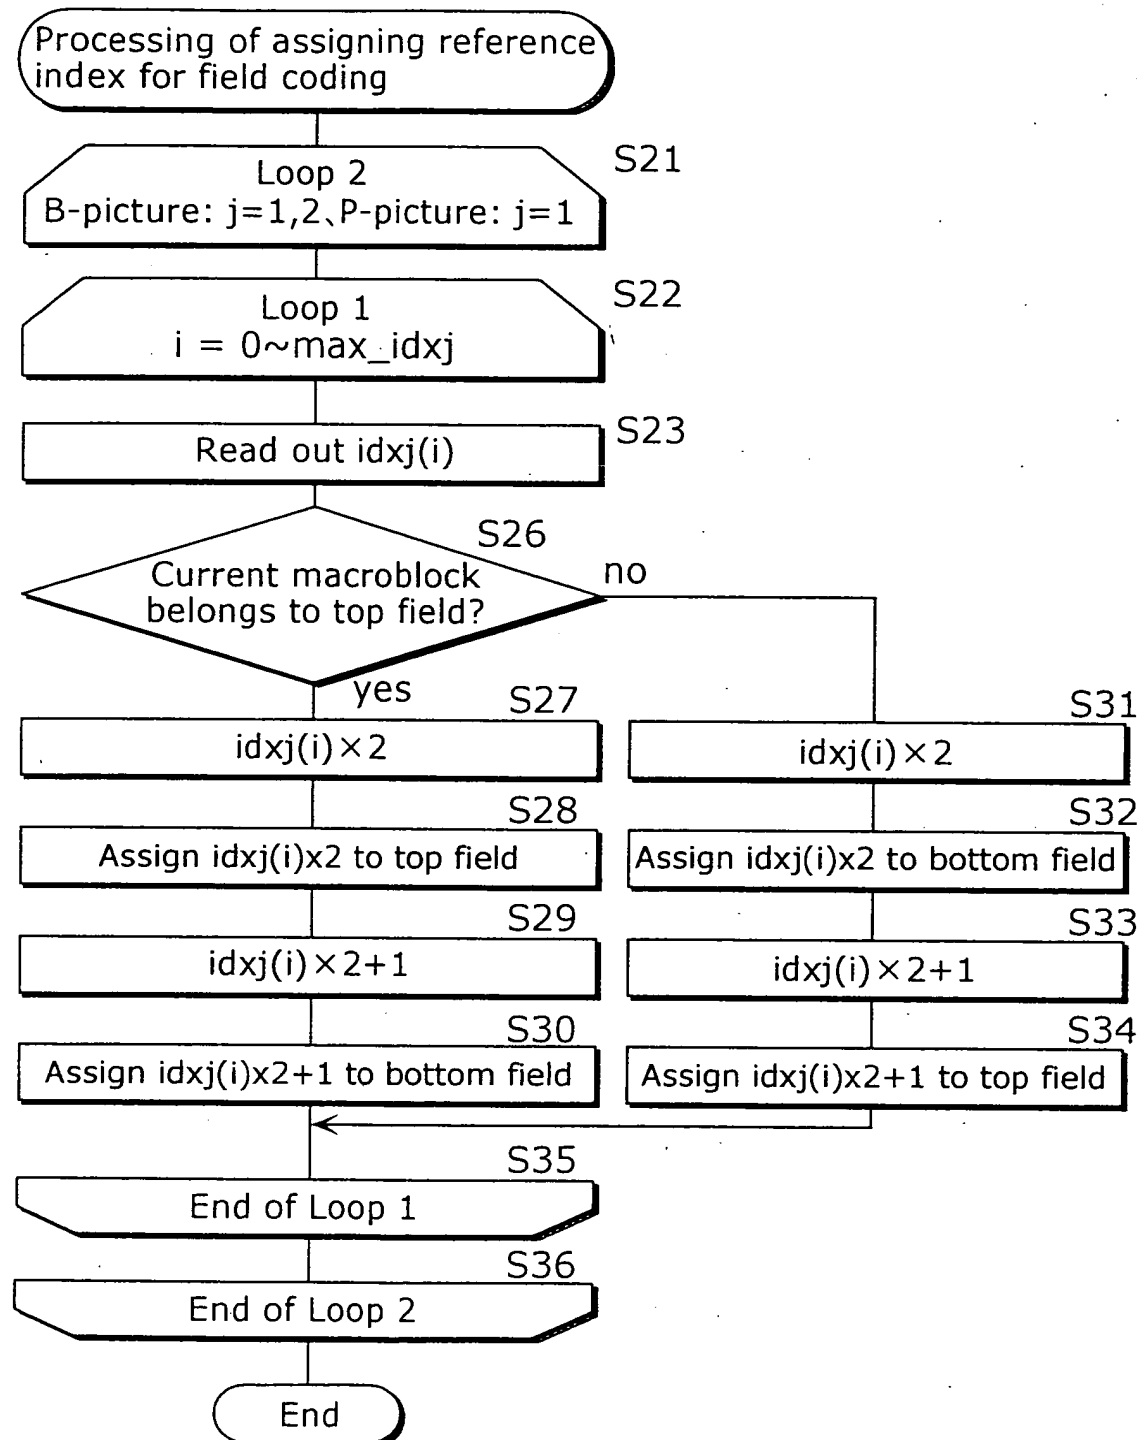 Processing of assigning reference
index for field coding
S21
Loop 2
B-picture: j=1,2、P-picture: j=1
S22
Loop 1
i = 0~max_idxj
S23
Read out idxj(i)
S26
Current macroblock
belongs to top field?
no
yes
S27
idxj(i)×2
S28
Assign idxj(i)x2 to top field
S29
idxj(i)×2+1
S30
Assign idxj(i)x2+1 to bottom field
S31
idxj(i)×2
S32
Assign idxj(i)x2 to bottom field
S33
idxj(i)×2+1
S34
Assign idxj(i)x2+1 to top field
S35
End of Loop 1
S36
End of Loop 2
End